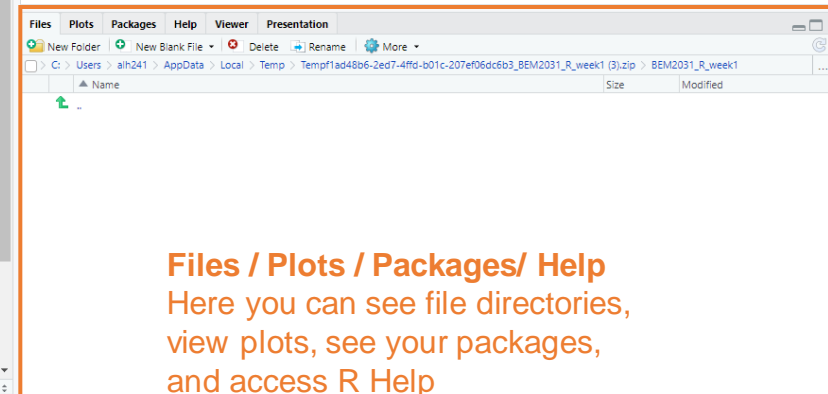 Files Plots Packages Help Viewer Presentation
New Folder New Blank File Delete Rename More
C: > Users > alh241 > AppData > Local > Temp > Tempf1ad48b6-2ed7-4ffd-b01c-207ef06dc6b3_BEM2031_R_week1 (3).zip > BEM2031_R_week1 ...
Name Size Modified
..
Files / Plots / Packages/ Help
Here you can see file directories,
view plots, see your packages,
and access R Help